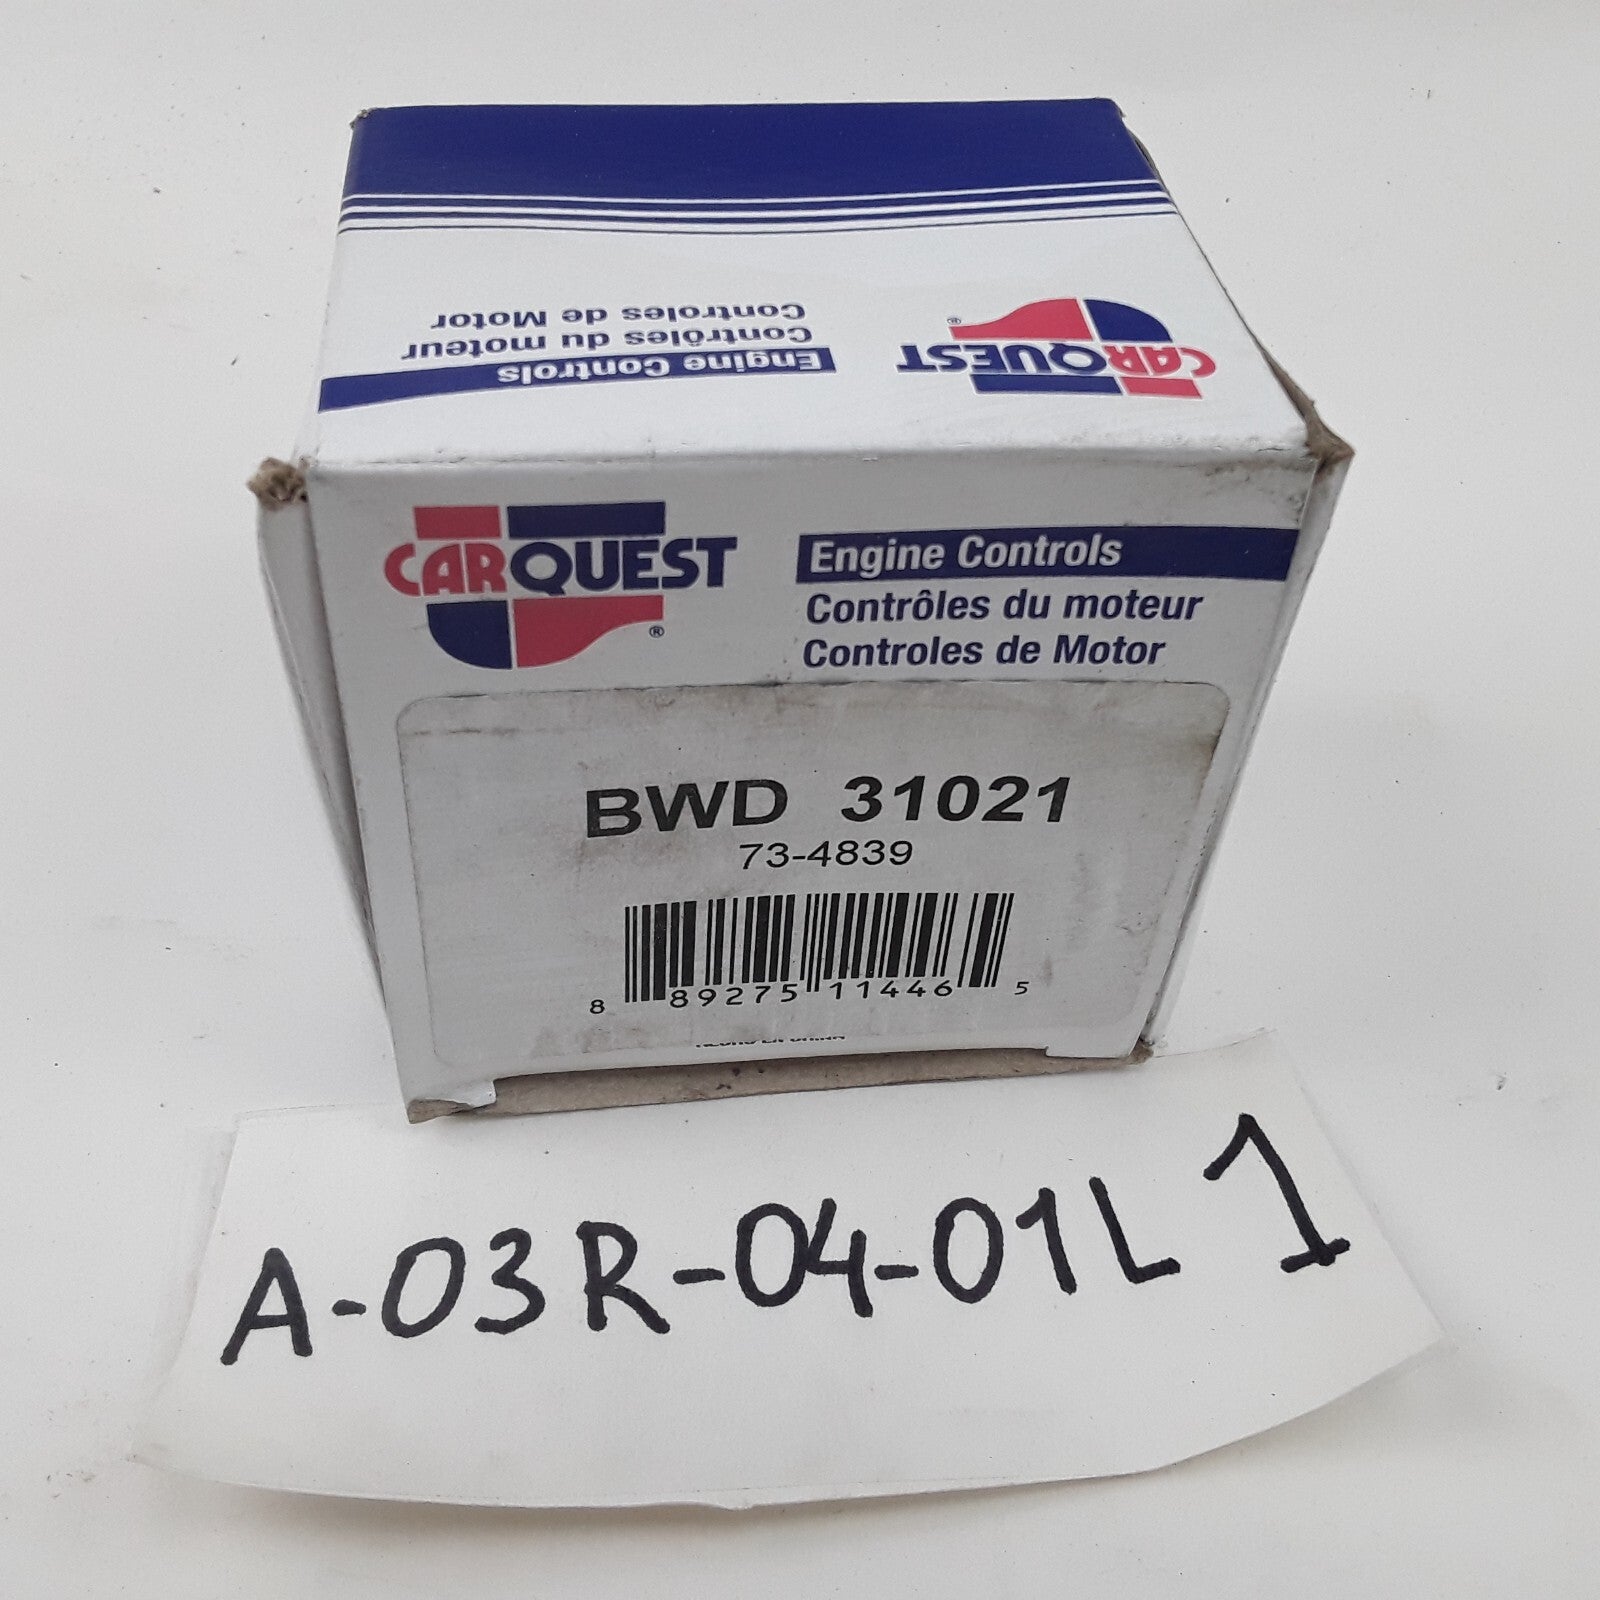 Engine Controls
Contrôles du moteur
Controles de Motor
CARQUEST®
CARQUEST®
Engine Controls
Contrôles du moteur
Controles de Motor
BWD 31021
73-4839
8 89275 11446 5
A-03R-04-01L 1